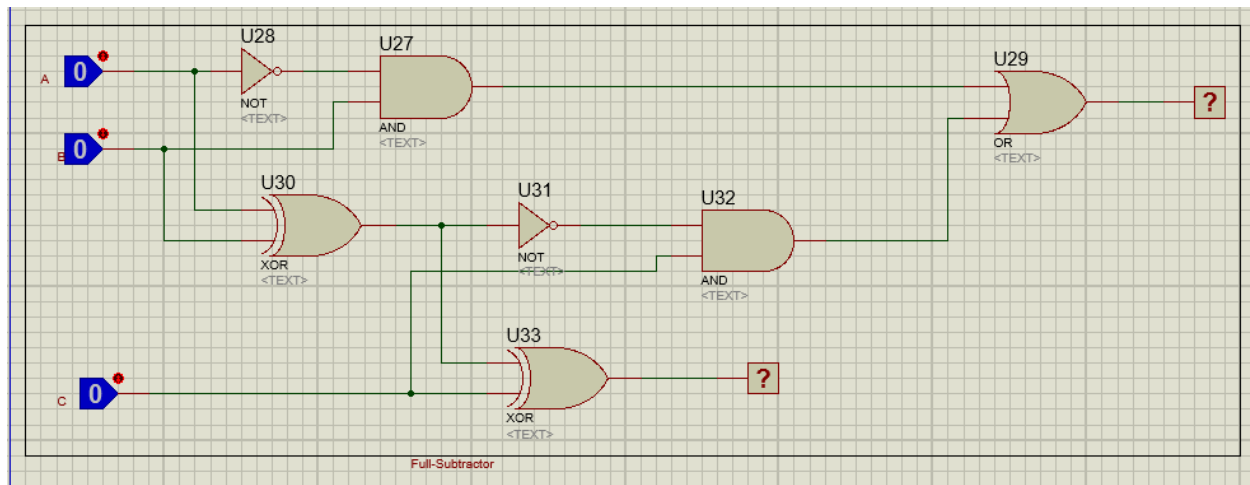 U28
U27
U29
A
0
?
NOT
<TEXT>
AND
<TEXT>
OR
<TEXT>
B
0
U30
U31
U32
XOR
<TEXT>
NOT
<TEXT>
AND
<TEXT>
U33
?
C
0
XOR
<TEXT>
Full-Subtractor